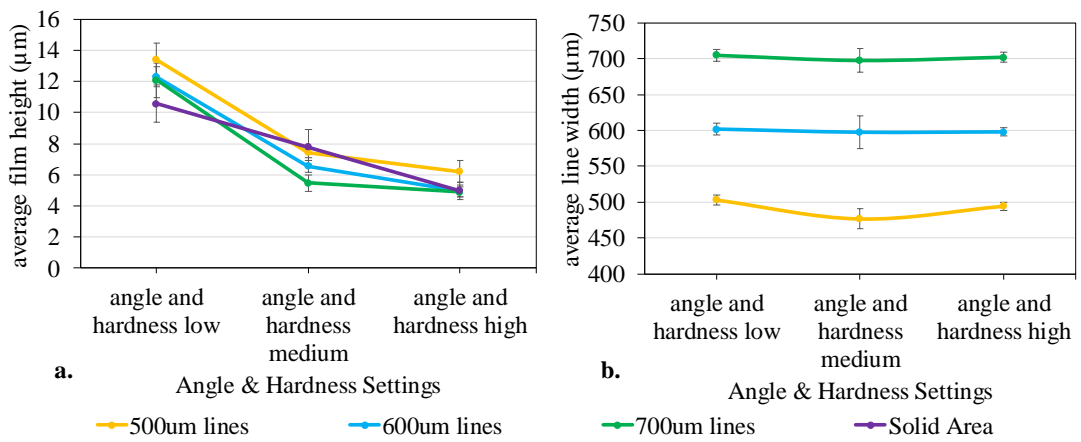 average film height (µm)
16
14
12
10
8
6
4
2
0
angle and
hardness low
angle and
hardness
medium
angle and
hardness high
a.
Angle & Hardness Settings
average line width (µm)
750
700
650
600
550
500
450
400
angle and
hardness low
angle and
hardness
medium
angle and
hardness high
b.
Angle & Hardness Settings
500um lines
600um lines
700um lines
Solid Area